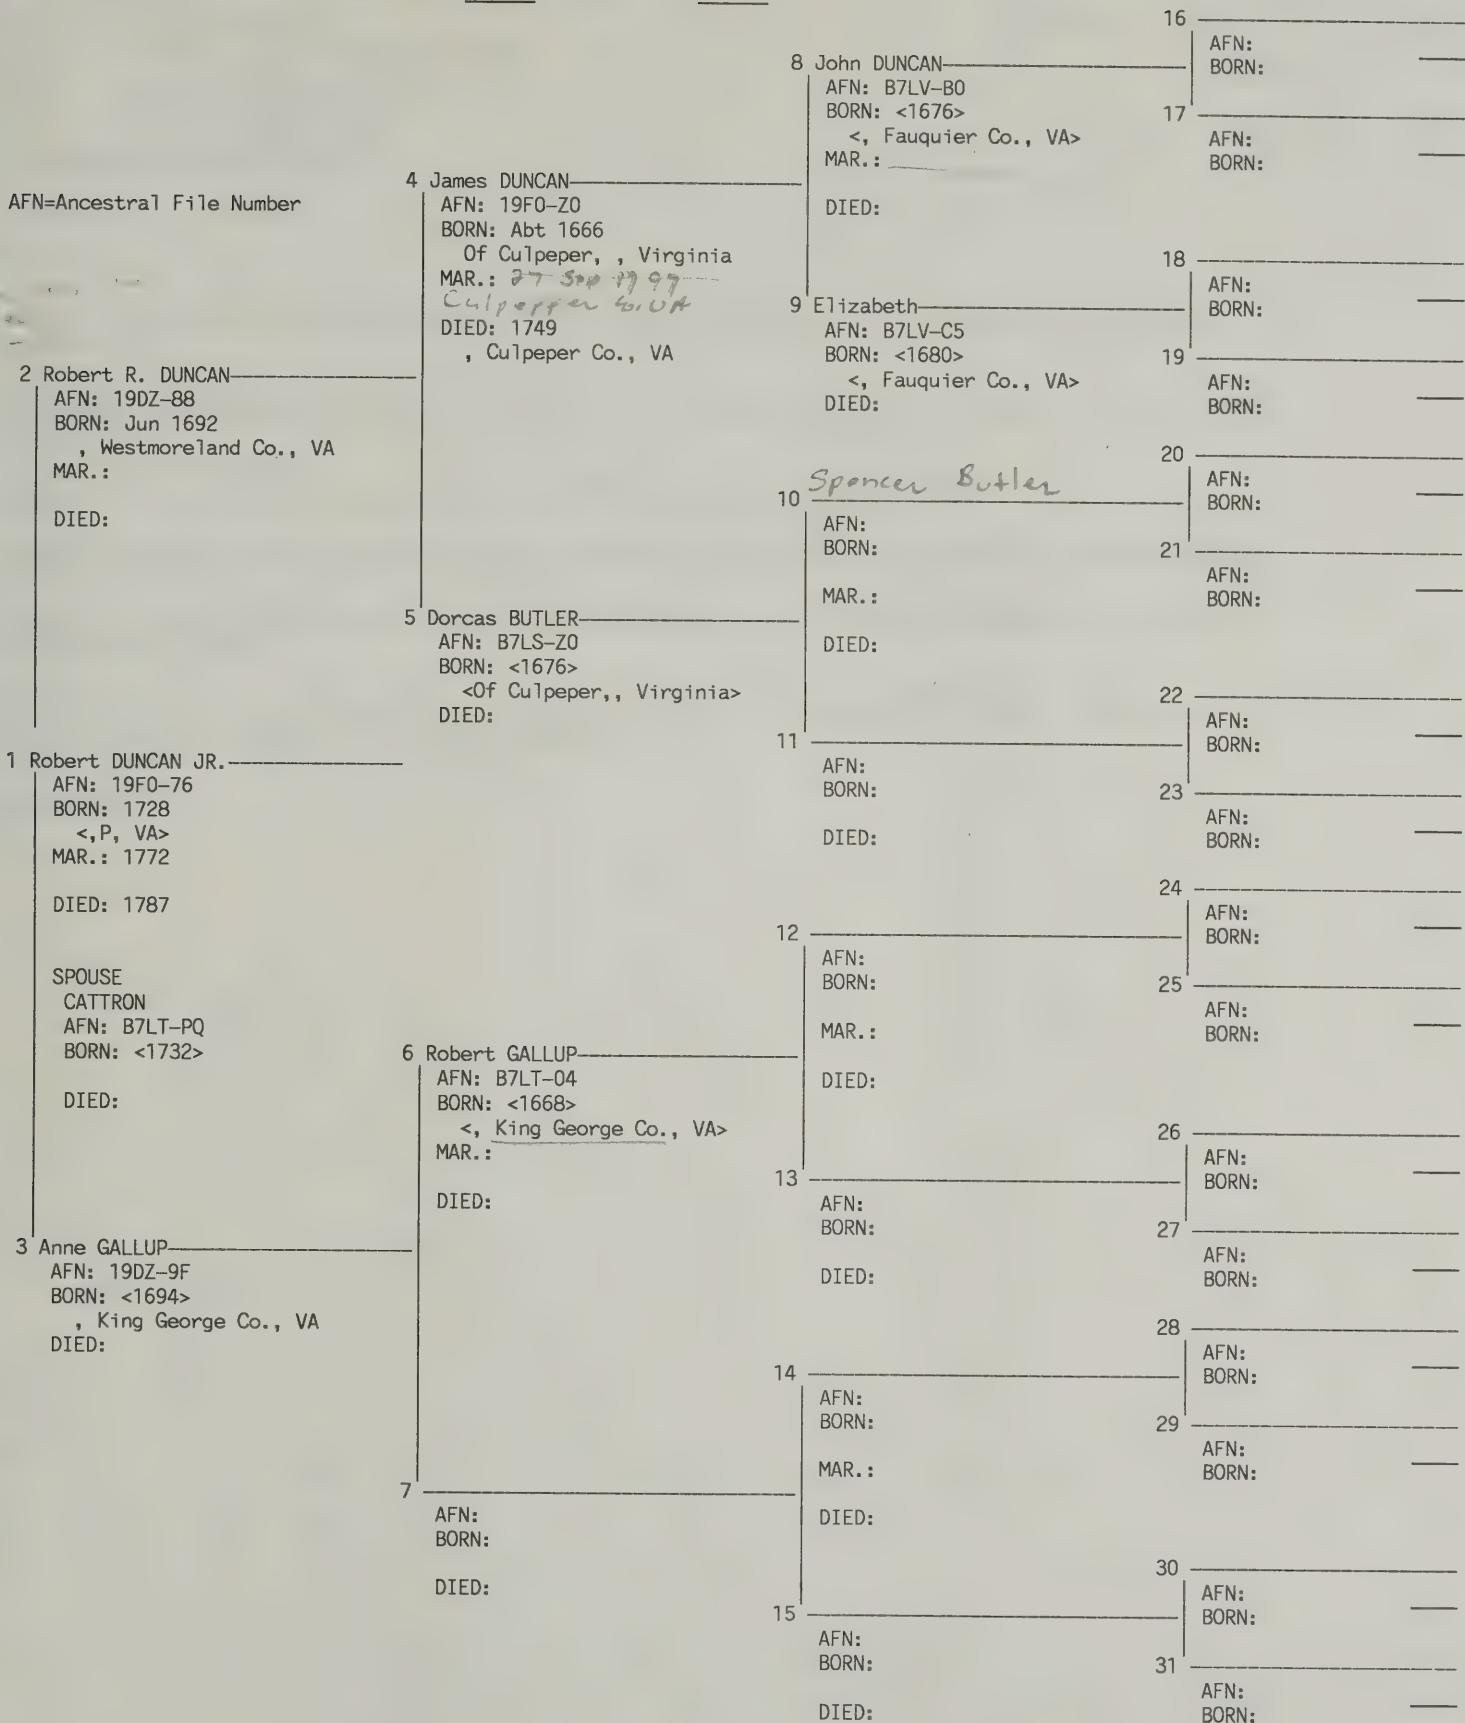 AFN=Ancestral File Number
1 Robert DUNCAN JR.
AFN: 19F0-76
BORN: 1728
<,P, VA>
MAR.: 1772
DIED: 1787
SPOUSE
CATTRON
AFN: B7LT-PQ
BORN: <1732>
DIED:
2 Robert R. DUNCAN
AFN: 19DZ-88
BORN: Jun 1692
, Westmoreland Co., VA
MAR.:
DIED:
3 Anne GALLUP
AFN: 19DZ-9F
BORN: <1694>
, King George Co., VA
DIED:
4 James DUNCAN
AFN: 19F0-Z0
BORN: Abt 1666
Of Culpeper, , Virginia
MAR.: 27 Sep
Culpepper Co. VA
DIED: 1749
, Culpeper Co., VA
5 Dorcas BUTLER
AFN: B7LS-Z0
BORN: <1676>
<Of Culpeper,, Virginia>
DIED:
6 Robert GALLUP
AFN: B7LT-04
BORN: <1668>
<, King George Co., VA>
MAR.:
DIED:
7
AFN:
BORN:
DIED:
8 John DUNCAN
AFN: B7LV-B0
BORN: <1676>
<, Fauquier Co., VA>
MAR.:
DIED:
9 Elizabeth
AFN: B7LV-C5
BORN: <1680>
<, Fauquier Co., VA>
DIED:
10 Spencer Butler
AFN:
BORN:
MAR.:
DIED:
11
AFN:
BORN:
DIED:
12
AFN:
BORN:
MAR.:
DIED:
13
AFN:
BORN:
DIED:
14
AFN:
BORN:
MAR.:
DIED:
15
AFN:
BORN:
DIED:
16
AFN:
BORN:
17
AFN:
BORN:
18
AFN:
BORN:
19
AFN:
BORN:
20
AFN:
BORN:
21
AFN:
BORN:
22
AFN:
BORN:
23
AFN:
BORN:
24
AFN:
BORN:
25
AFN:
BORN:
26
AFN:
BORN:
27
AFN:
BORN:
28
AFN:
BORN:
29
AFN:
BORN:
30
AFN:
BORN:
31
AFN:
BORN: